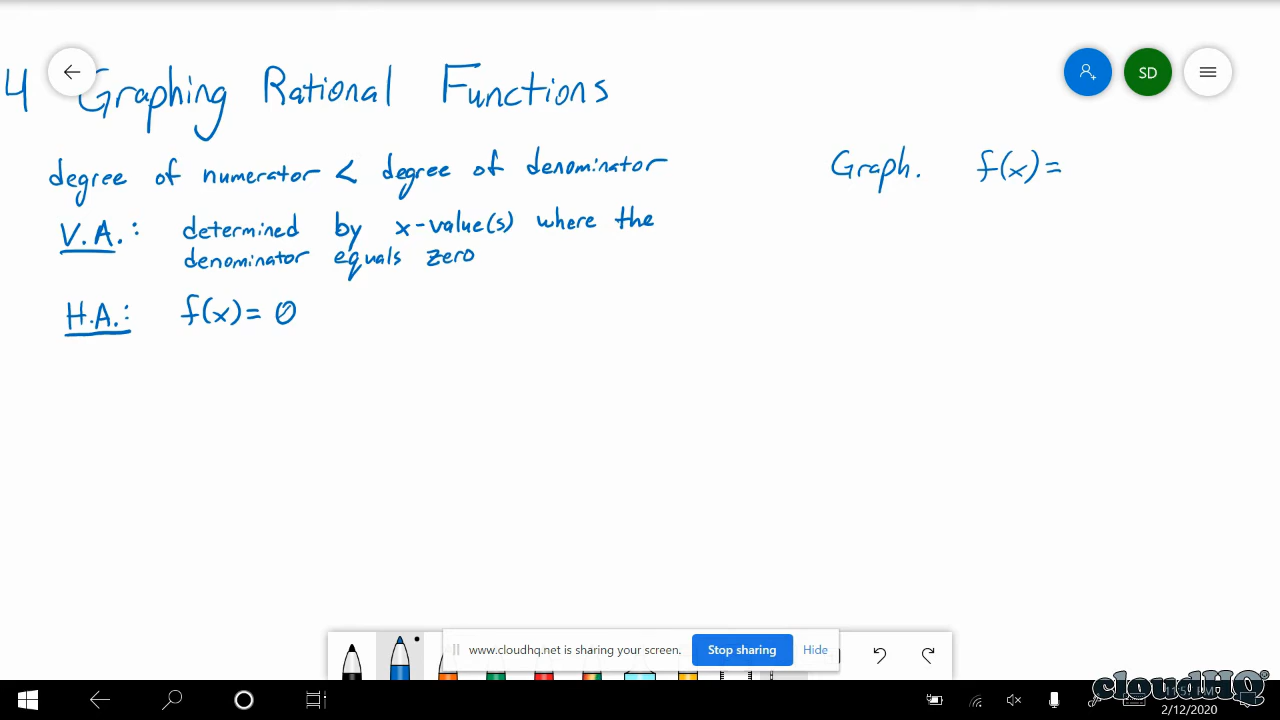 4 Graphing Rational Functions
SD
degree of numerator < degree of denominator
Graph. f(x) =
V.A.: determined by x-value(s) where the
denominator equals zero
H.A.: f(x) = 0
www.cloudhq.net is sharing your screen.
Stop sharing
Hide
cloudHQ
2/12/2020